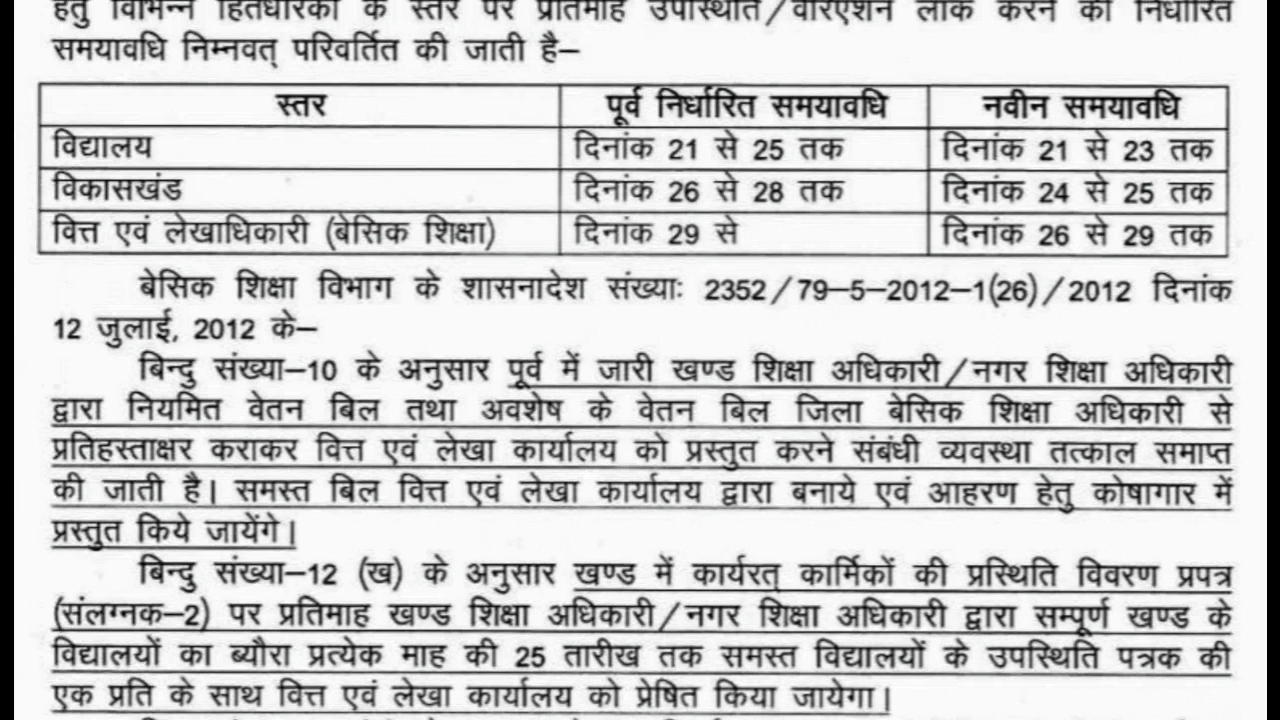 हेतु विभिन्न हितधारकों के स्तर पर प्रतिमाह उपस्थिति/वैरिएशन लॉक करने की निर्धारित
समयावधि निम्नवत् परिवर्तित की जाती है–
स्तर पूर्व निर्धारित समयावधि नवीन समयावधि
विद्यालय दिनांक 21 से 25 तक दिनांक 21 से 23 तक
विकासखंड दिनांक 26 से 28 तक दिनांक 24 से 25 तक
वित्त एवं लेखाधिकारी (बेसिक शिक्षा) दिनांक 29 से दिनांक 26 से 29 तक
बेसिक शिक्षा विभाग के शासनादेश संख्याः 2352/79–5–2012–1(26)/2012 दिनांक
12 जुलाई, 2012 के–
बिन्दु संख्या–10 के अनुसार पूर्व में जारी खण्ड शिक्षा अधिकारी/नगर शिक्षा अधिकारी
द्वारा नियमित वेतन बिल तथा अवशेष के वेतन बिल जिला बेसिक शिक्षा अधिकारी से
प्रतिहस्ताक्षर कराकर वित्त एवं लेखा कार्यालय को प्रस्तुत करने संबंधी व्यवस्था तत्काल समाप्त
की जाती है। समस्त बिल वित्त एवं लेखा कार्यालय द्वारा बनाये एवं आहरण हेतु कोषागार में
प्रस्तुत किये जायेंगे।
बिन्दु संख्या–12 (ख) के अनुसार खण्ड में कार्यरत् कार्मिकों की प्रस्थिति विवरण प्रपत्र
(संलग्नक–2) पर प्रतिमाह खण्ड शिक्षा अधिकारी/नगर शिक्षा अधिकारी द्वारा सम्पूर्ण खण्ड के
विद्यालयों का ब्यौरा प्रत्येक माह की 25 तारीख तक समस्त विद्यालयों के उपस्थिति पत्रक की
एक प्रति के साथ वित्त एवं लेखा कार्यालय को प्रेषित किया जायेगा।